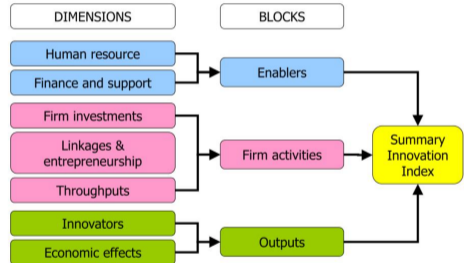 DIMENSIONS
BLOCKS
Human resource
Finance and support
Enablers
Firm investments
Linkages &
entrepreneurship
Throughputs
Firm activities
Summary
Innovation
Index
Innovators
Economic effects
Outputs